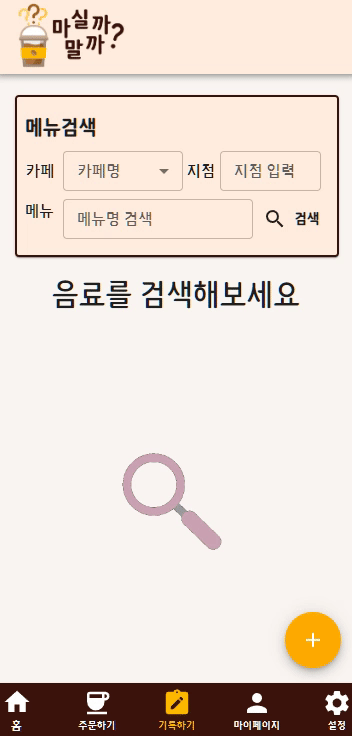 마실까
말까?
메뉴검색
카페 카페명 지점 지점 입력
메뉴 메뉴명 검색 검색
음료를 검색해보세요
+
홈 주문하기 기록하기 마이페이지 설정